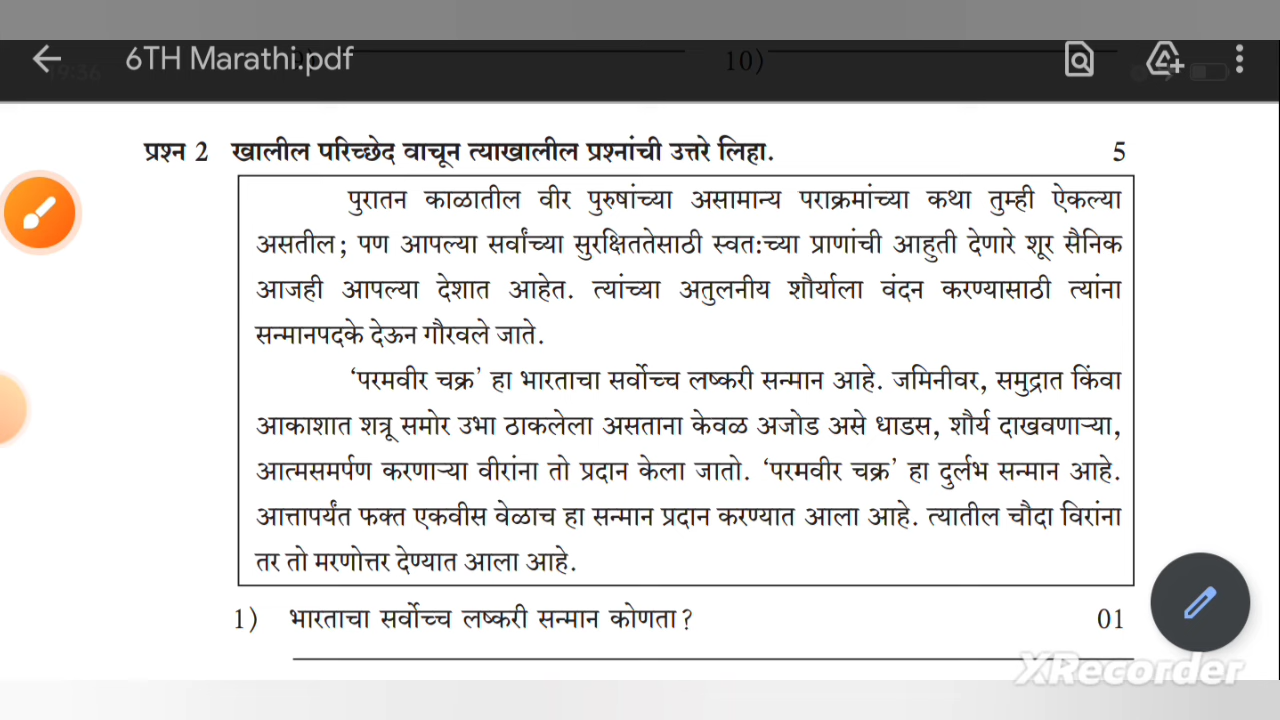 6TH Marathi.pdf
19:36
10)
प्रश्न 2 खालील परिच्छेद वाचून त्याखालील प्रश्नांची उत्तरे लिहा. 5
पुरातन काळातील वीर पुरुषांच्या असामान्य पराक्रमांच्या कथा तुम्ही ऐकल्या
असतील; पण आपल्या सर्वांच्या सुरक्षिततेसाठी स्वत:च्या प्राणांची आहुती देणारे शूर सैनिक
आजही आपल्या देशात आहेत. त्यांच्या अतुलनीय शौर्याला वंदन करण्यासाठी त्यांना
सन्मानपदके देऊन गौरवले जाते.
‘परमवीर चक्र’ हा भारताचा सर्वोच्च लष्करी सन्मान आहे. जमिनीवर, समुद्रात किंवा
आकाशात शत्रू समोर उभा ठाकलेला असताना केवळ अजोड असे धाडस, शौर्य दाखवणाऱ्या,
आत्मसमर्पण करणाऱ्या वीरांना तो प्रदान केला जातो. ‘परमवीर चक्र’ हा दुर्लभ सन्मान आहे.
आत्तापर्यंत फक्त एकवीस वेळाच हा सन्मान प्रदान करण्यात आला आहे. त्यातील चौदा विरांना
तर तो मरणोत्तर देण्यात आला आहे.
1) भारताचा सर्वोच्च लष्करी सन्मान कोणता? 01
XRecorder